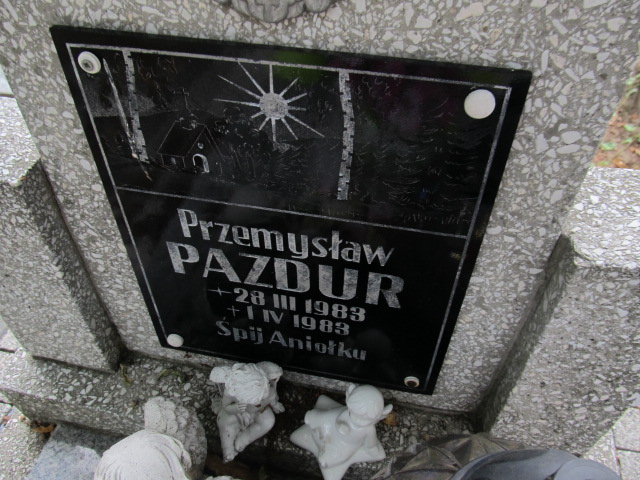 Przemysław
PAZDUR
+28 III 1983
+1 IV 1983
Śpij Aniołku